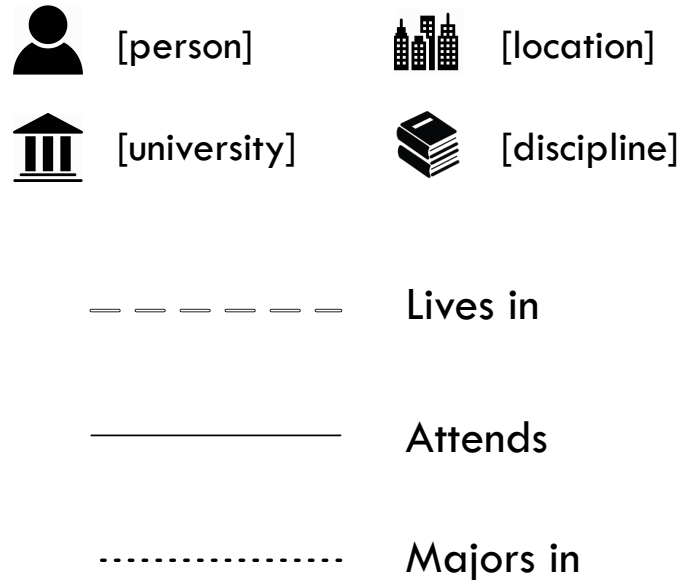 [person] [location]
[university] [discipline]
Lives in
Attends
Majors in